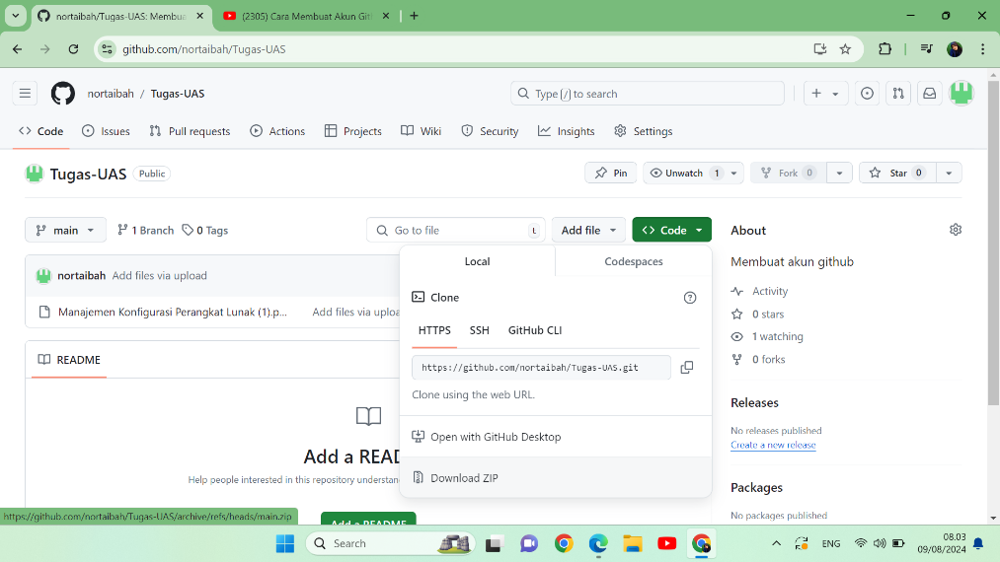 nortaibah/Tugas-UAS: Membua
(2305) Cara Membuat Akun Git
github.com/nortaibah/Tugas-UAS
nortaibah / Tugas-UAS
Type / to search
Code
Issues
Pull requests
Actions
Projects
Wiki
Security
Insights
Settings
Tugas-UAS
Public
Pin
Unwatch 1
Fork 0
Star 0
main
1 Branch
0 Tags
Go to file
L
Add file
Code
About
Local
Codespaces
Membuat akun github
nortaibah Add files via upload
Clone
Activity
Manajemen Konfigurasi Perangkat Lunak (1).p...
Add files via uploa
0 stars
HTTPS
SSH
GitHub CLI
1 watching
README
0 forks
https://github.com/nortaibah/Tugas-UAS.git
Clone using the web URL.
Releases
No releases published
Create a new release
Open with GitHub Desktop
Add a READ
Help people interested in this repository understan
Download ZIP
Packages
No packages published
Add a README
https://github.com/nortaibah/Tugas-UAS/archive/refs/heads/main.zip
Search
ENG
08.03
09/08/2024